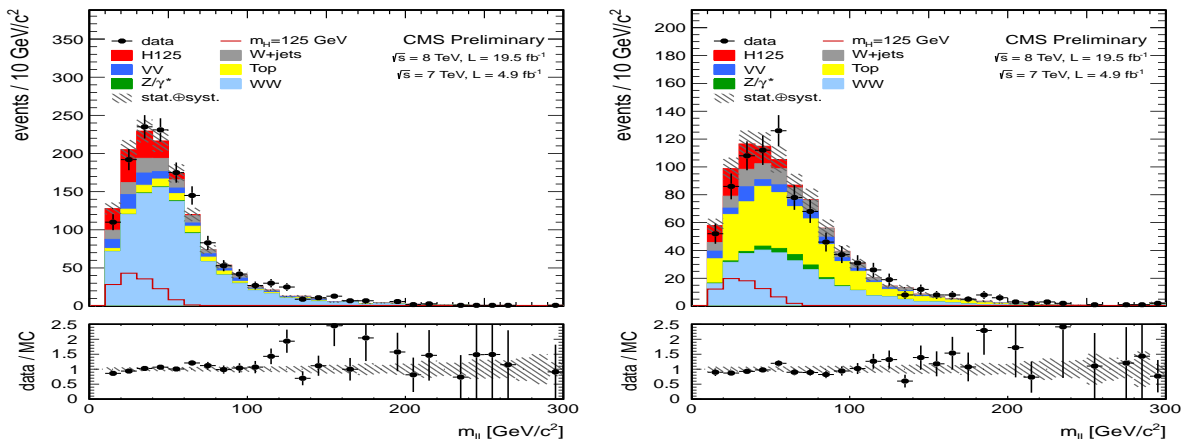 events / 10 GeV/c²
350
300
250
200
150
100
50
0
data
m_H=125 GeV
H125
W+jets
VV
Top
Z/γ*
WW
stat.⊕syst.
CMS Preliminary
√s = 8 TeV, L = 19.5 fb⁻¹
√s = 7 TeV, L = 4.9 fb⁻¹
data / MC
2.5
2
1.5
1
0.5
0
0 100 200 300
m_ll [GeV/c²]
events / 10 GeV/c²
200
180
160
140
120
100
80
60
40
20
0
data
m_H=125 GeV
H125
W+jets
VV
Top
Z/γ*
WW
stat.⊕syst.
CMS Preliminary
√s = 8 TeV, L = 19.5 fb⁻¹
√s = 7 TeV, L = 4.9 fb⁻¹
data / MC
2.5
2
1.5
1
0.5
0
0 100 200 300
m_ll [GeV/c²]